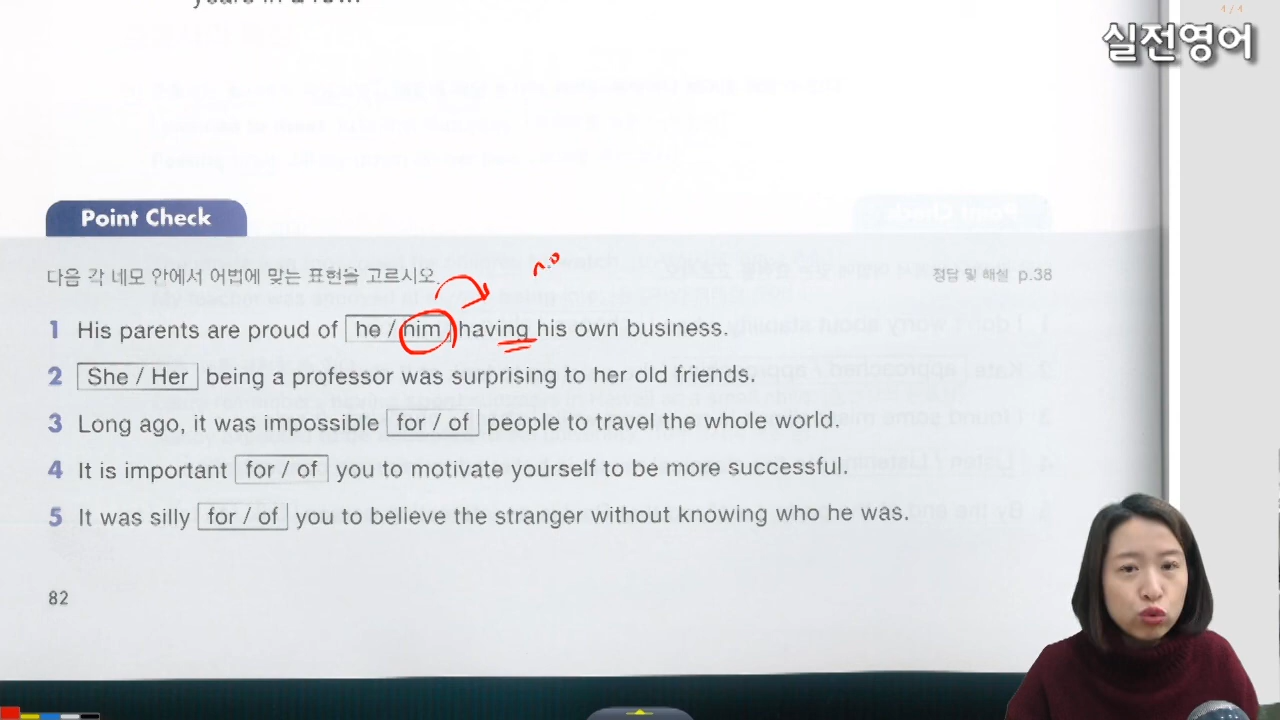 4 / 4
실전영어
Point Check
다음 각 네모 안에서 어법에 맞는 표현을 고르시오.
정답 및 해설 p.38
1 His parents are proud of he / him having his own business.
2 She / Her being a professor was surprising to her old friends.
3 Long ago, it was impossible for / of people to travel the whole world.
4 It is important for / of you to motivate yourself to be more successful.
5 It was silly for / of you to believe the stranger without knowing who he was.
82